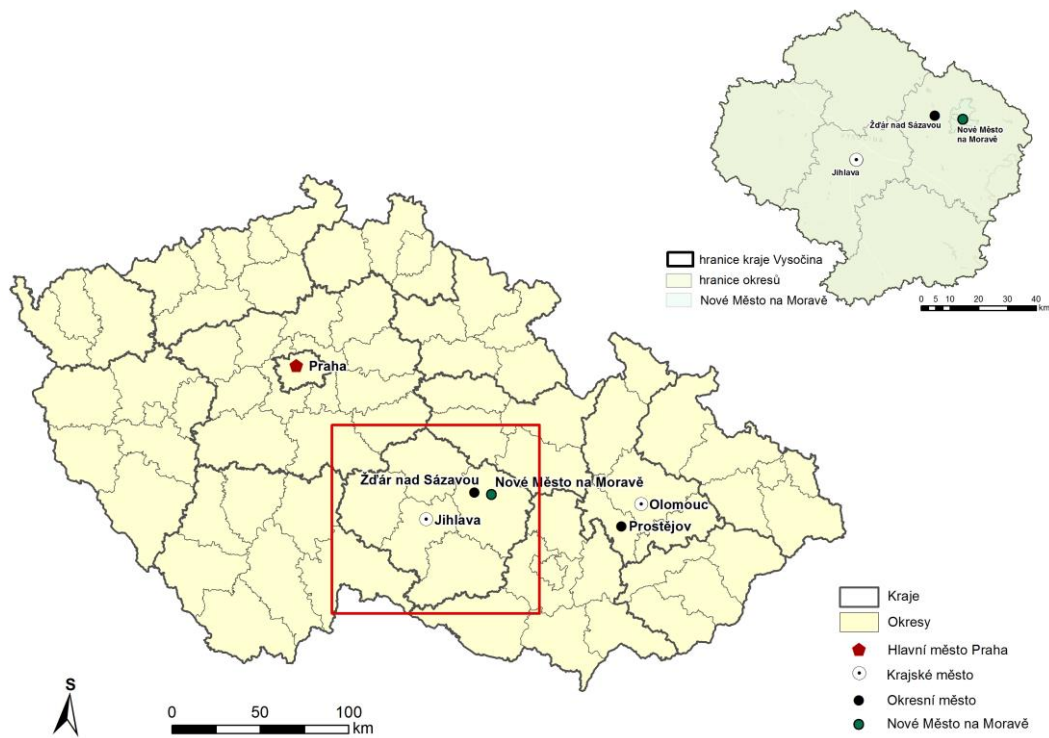 Žďár nad Sázavou
Nové Město
na Moravě
Jihlava
hranice kraje Vysočina
hranice okresů
Nové Město na Moravě
0 5 10 20 30 40
km
Praha
Žďár nad Sázavou
Nové Město na Moravě
Jihlava
Olomouc
Prostějov
Kraje
Okresy
Hlavní město Praha
Krajské město
Okresní město
Nové Město na Moravě
S
0 50 100
km